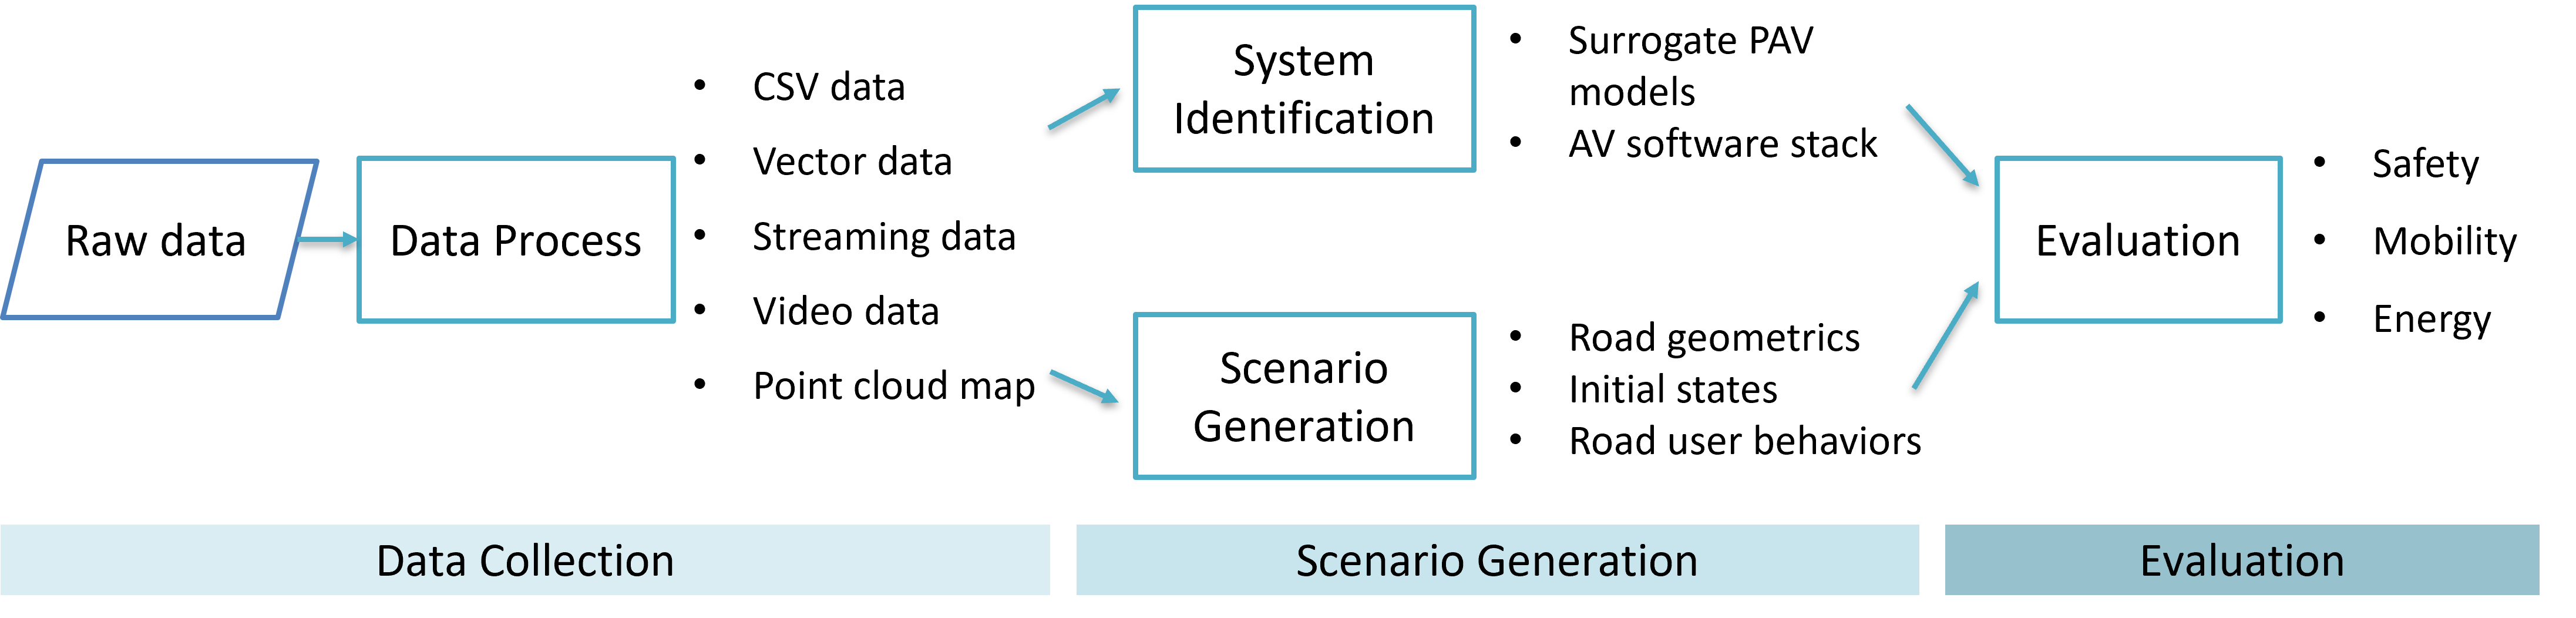 Raw data
Data Process
• CSV data
• Vector data
• Streaming data
• Video data
• Point cloud map
System
Identification
• Surrogate PAV
models
• AV software stack
Scenario
Generation
• Road geometrics
• Initial states
• Road user behaviors
Evaluation
• Safety
• Mobility
• Energy
Data Collection
Scenario Generation
Evaluation